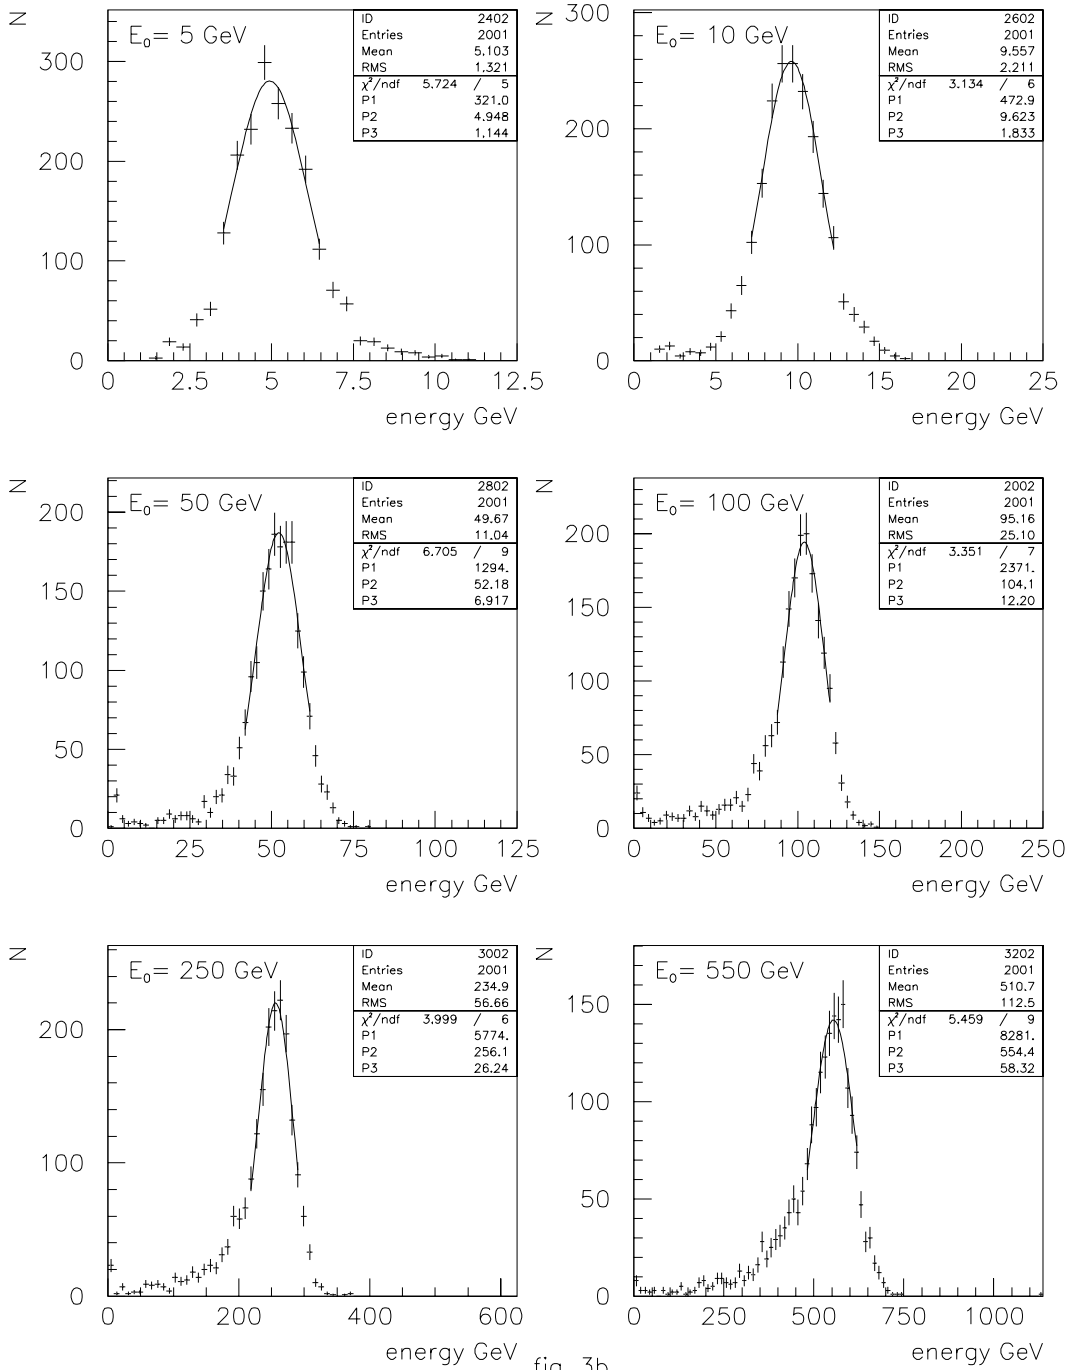 N
E₀= 5 GeV
ID 2402
Entries 2001
Mean 5.103
RMS 1.321
χ²/ndf 5.724 / 5
P1 321.0
P2 4.948
P3 1.144
300
200
100
0
0 2.5 5 7.5 10 12.5
energy GeV
N
E₀= 10 GeV
ID 2602
Entries 2001
Mean 9.557
RMS 2.211
χ²/ndf 3.134 / 6
P1 472.9
P2 9.623
P3 1.833
300
200
100
0
0 5 10 15 20 25
energy GeV
N
E₀= 50 GeV
ID 2802
Entries 2001
Mean 49.67
RMS 11.04
χ²/ndf 6.705 / 9
P1 1294.
P2 52.18
P3 6.917
200
150
100
50
0
0 25 50 75 100 125
energy GeV
N
E₀= 100 GeV
ID 2002
Entries 2001
Mean 95.16
RMS 25.10
χ²/ndf 3.351 / 7
P1 2371.
P2 104.1
P3 12.20
200
150
100
50
0
0 50 100 150 200 250
energy GeV
N
E₀= 250 GeV
ID 3002
Entries 2001
Mean 234.9
RMS 56.66
χ²/ndf 3.999 / 6
P1 5774.
P2 256.1
P3 26.24
200
100
0
0 200 400 600
energy GeV
N
E₀= 550 GeV
ID 3202
Entries 2001
Mean 510.7
RMS 112.5
χ²/ndf 5.459 / 9
P1 8281.
P2 554.4
P3 58.32
150
100
50
0
0 250 500 750 1000
energy GeV
fig. 3b